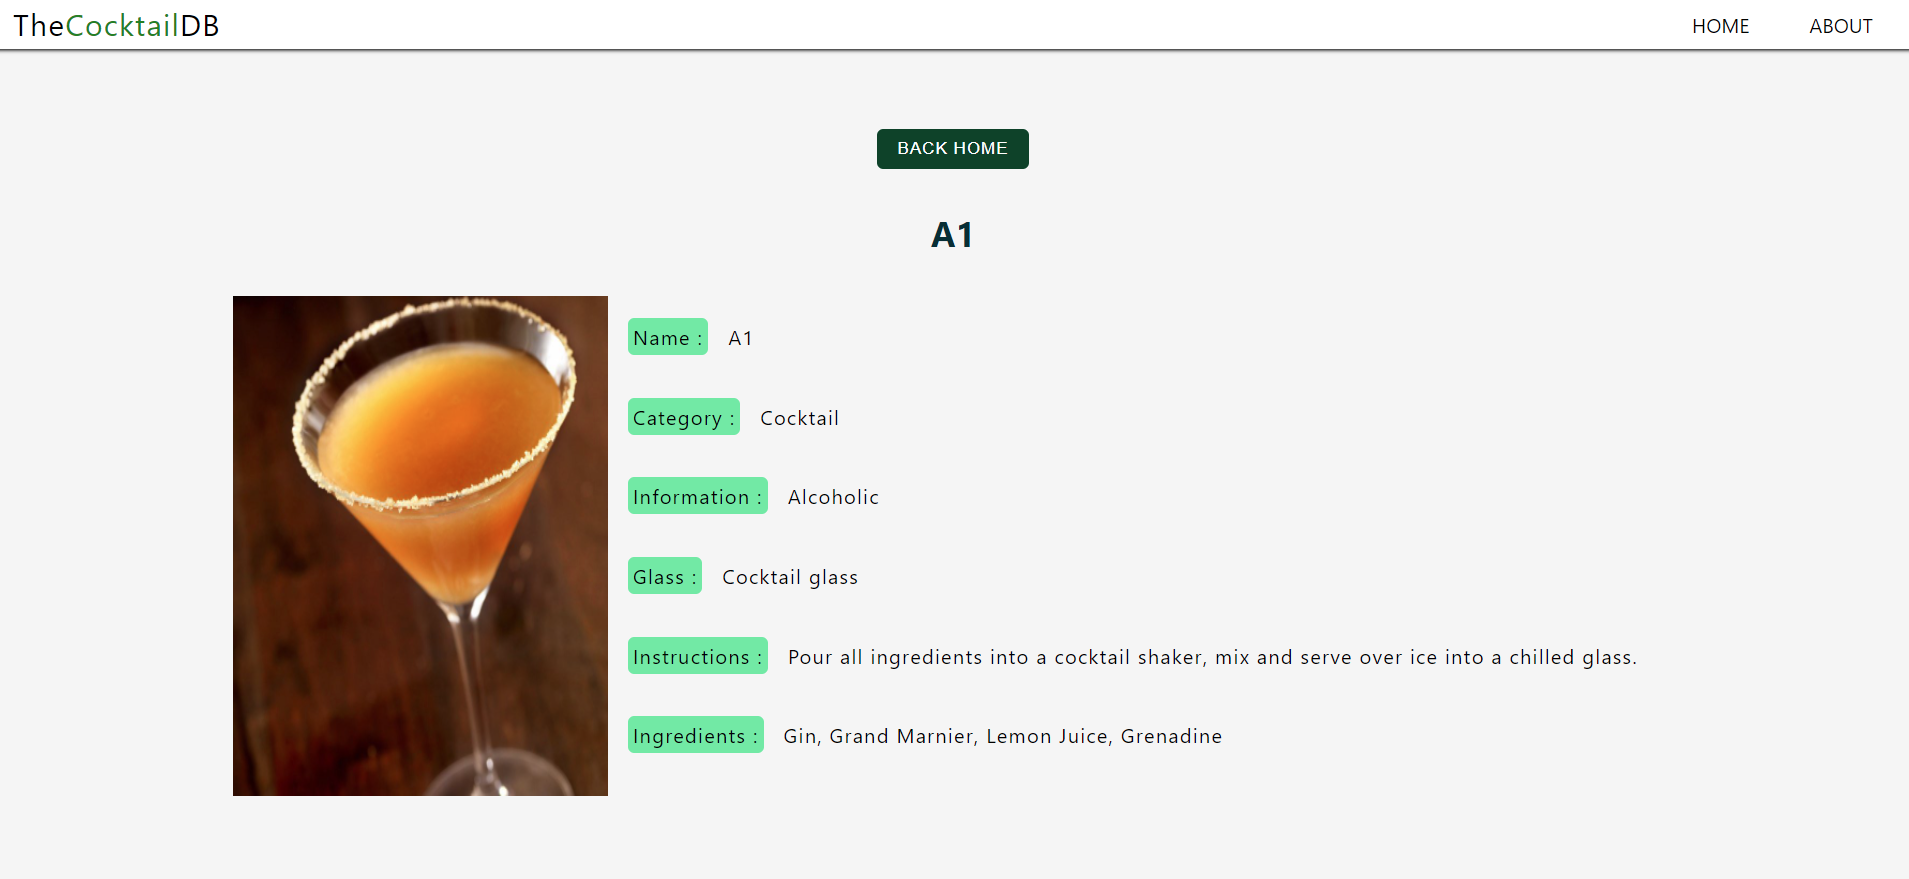 TheCocktailDB
HOME
ABOUT
BACK HOME
A1
Name : A1
Category : Cocktail
Information : Alcoholic
Glass : Cocktail glass
Instructions : Pour all ingredients into a cocktail shaker, mix and serve over ice into a chilled glass.
Ingredients : Gin, Grand Marnier, Lemon Juice, Grenadine